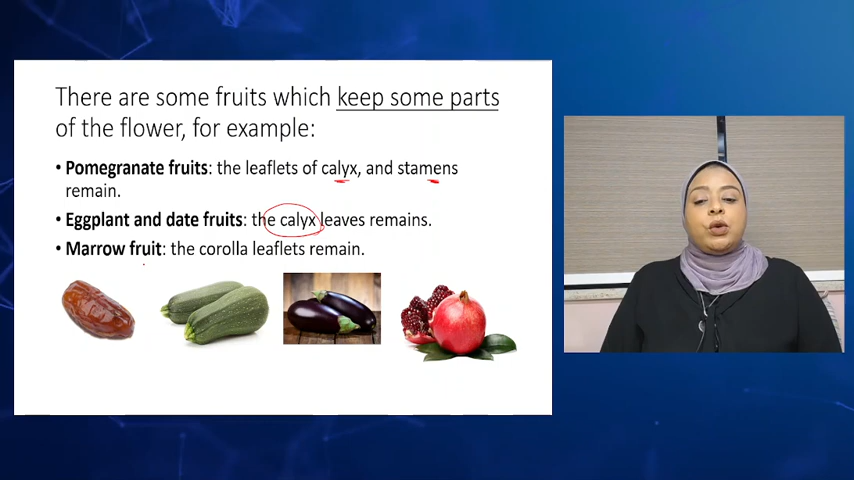 There are some fruits which keep some parts
of the flower, for example:
• Pomegranate fruits: the leaflets of calyx, and stamens
remain.
• Eggplant and date fruits: the calyx leaves remains.
• Marrow fruit: the corolla leaflets remain.